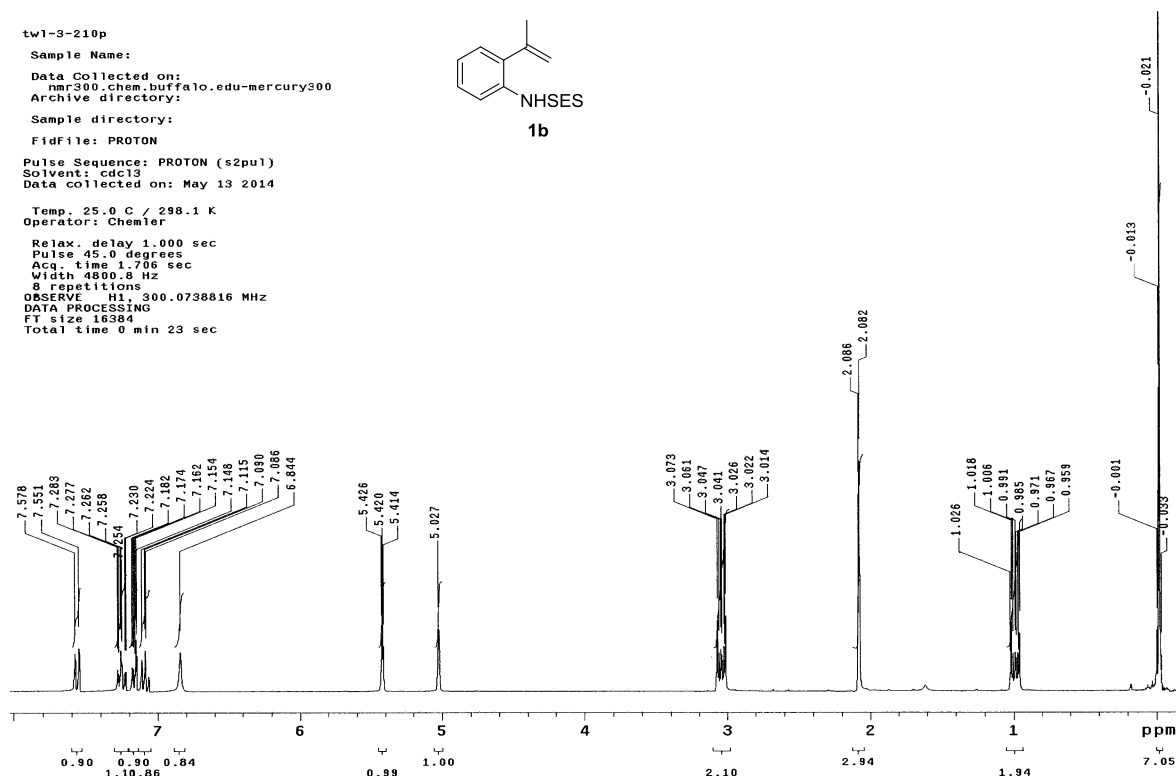 twl-3-210p
Sample Name:
Data Collected on:
nmr300.chem.buffalo.edu-mercury300
Archive directory:
Sample directory:
FidFile: PROTON
Pulse Sequence: PROTON (s2pul)
Solvent: cdcl3
Data collected on: May 13 2014
Temp. 25.0 C / 298.1 K
Operator: Chemler
Relax. delay 1.000 sec
Pulse 45.0 degrees
Acq. time 1.706 sec
Width 4800.8 Hz
8 repetitions
OBSERVE H1, 300.0738816 MHz
DATA PROCESSING
FT size 16384
Total time 0 min 23 sec
NHSES
1b
7.578
7.551
7.283
7.277
7.262
7.258
7.254
7.230
7.224
7.182
7.174
7.162
7.154
7.148
7.115
7.090
7.086
6.844
5.426
5.420
5.414
5.027
3.073
3.061
3.047
3.041
3.026
3.022
3.014
2.086
2.082
1.026
1.018
1.006
0.991
0.985
0.971
0.967
0.959
-0.001
-0.013
-0.021
-0.033
7 6 5 4 3 2 1 ppm
0.90 0.90 0.84 0.99 1.00 2.10 2.94 1.94 7.05
1.10 1.86